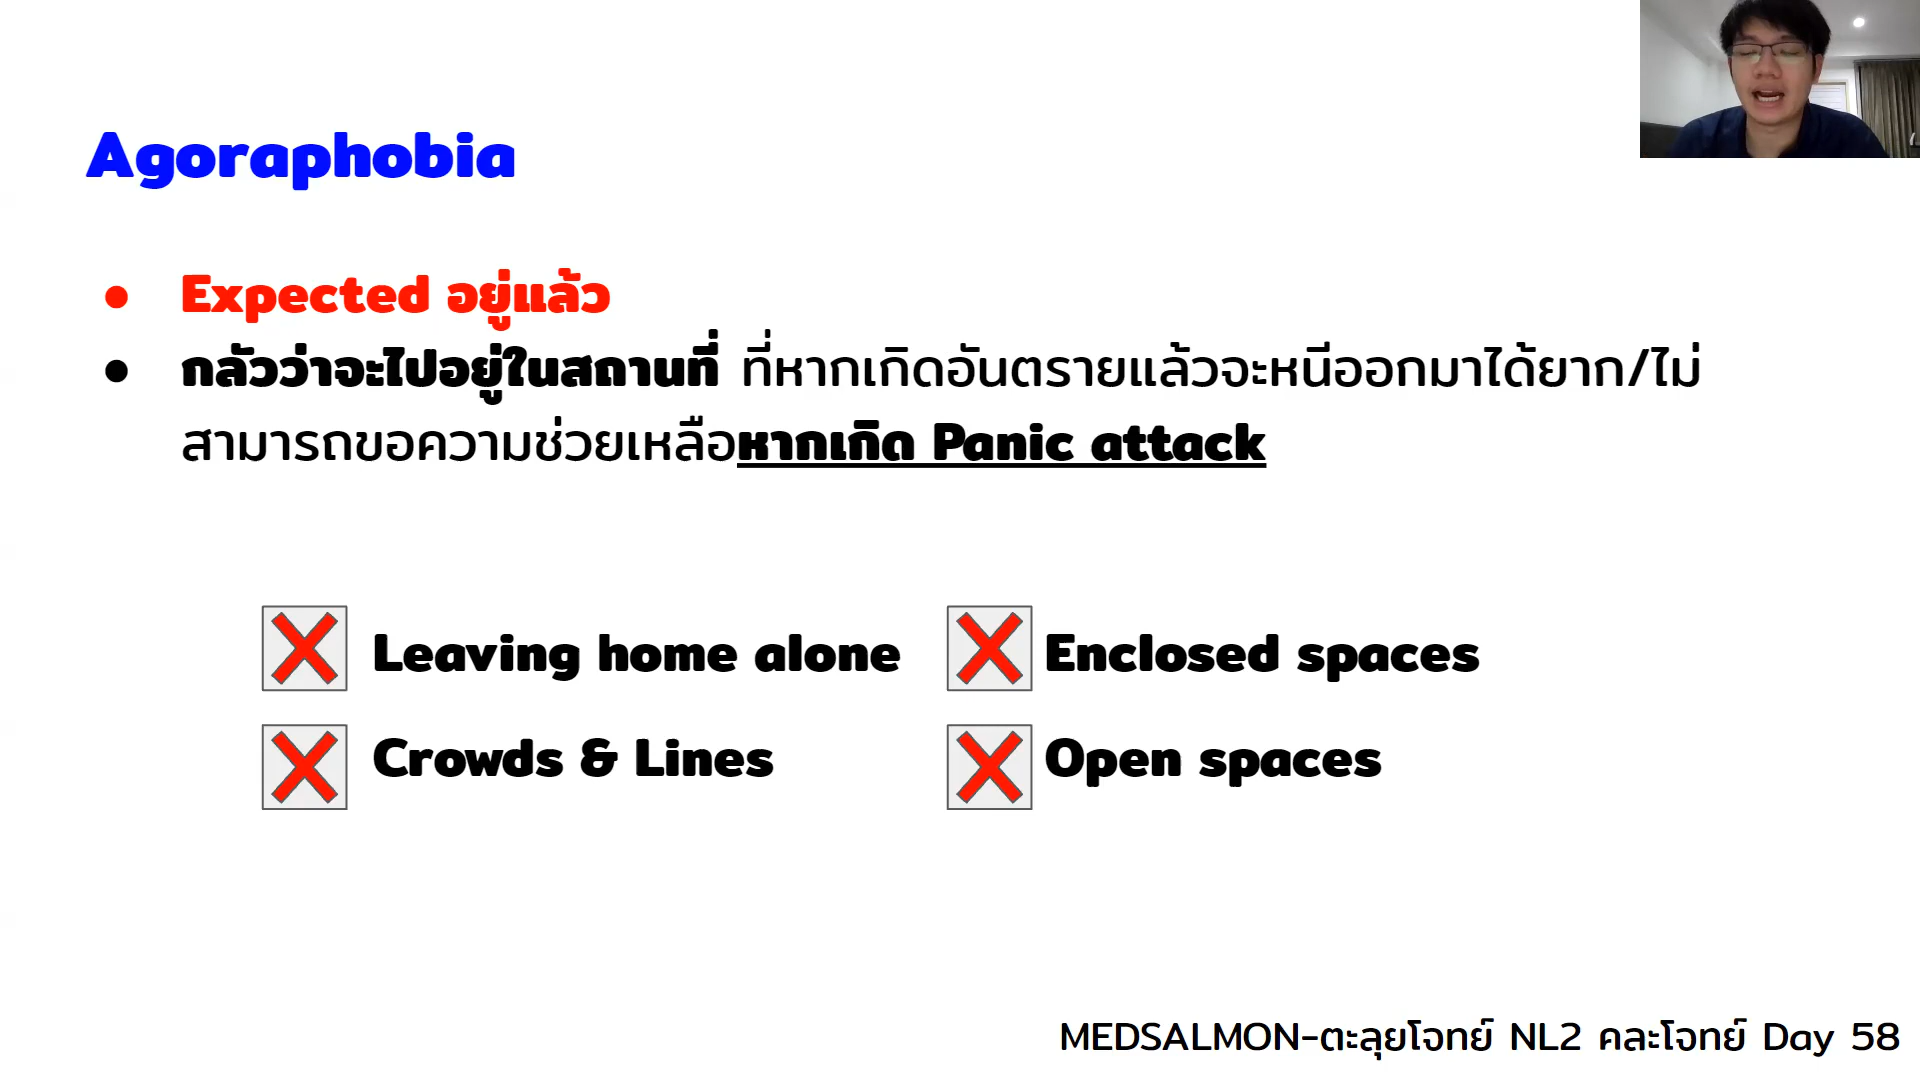 Agoraphobia
● Expected อยู่แล้ว
● กลัวว่าจะไปอยู่ในสถานที่ ที่หากเกิดอันตรายแล้วจะหนีออกมาได้ยาก/ไม่
สามารถขอความช่วยเหลือหากเกิด Panic attack
Leaving home alone
Enclosed spaces
Crowds & Lines
Open spaces
MEDSALMON-ตะลุยโจทย์ NL2 คละโจทย์ Day 58